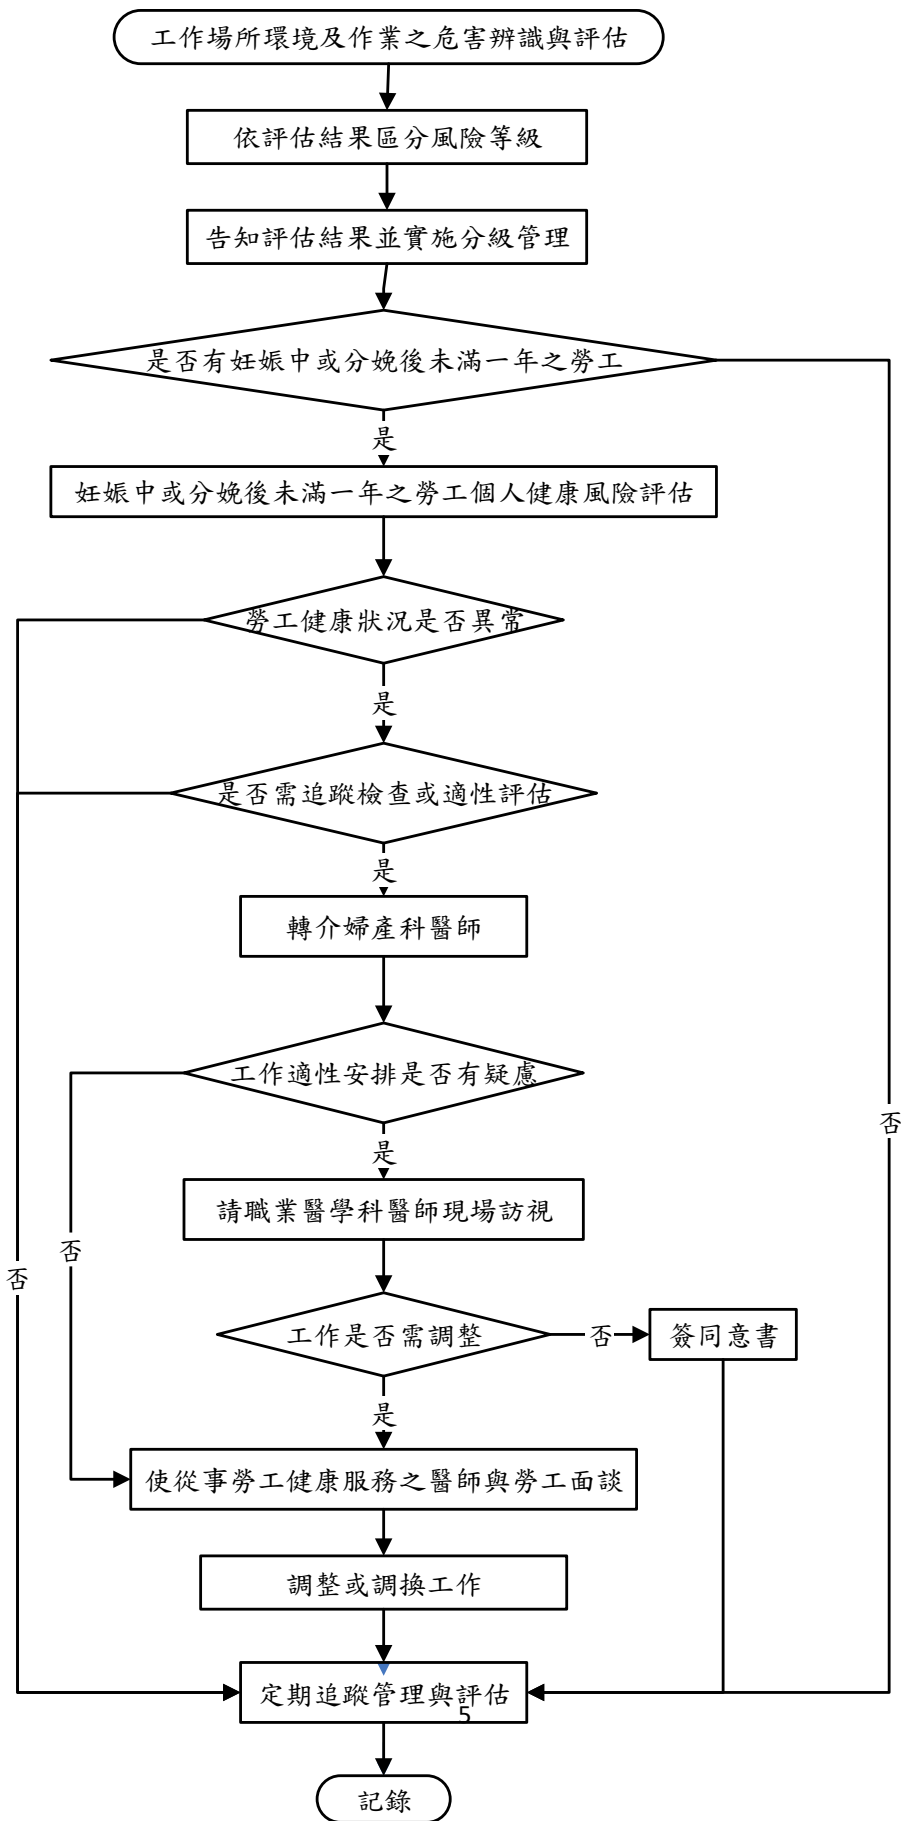 工作場所環境及作業之危害辨識與評估
依評估結果區分風險等級
告知評估結果並實施分級管理
是否有妊娠中或分娩後未滿一年之勞工
是
妊娠中或分娩後未滿一年之勞工個人健康風險評估
勞工健康狀況是否異常
是
是否需追蹤檢查或適性評估
是
轉介婦產科醫師
工作適性安排是否有疑慮
否
是
請職業醫學科醫師現場訪視
否
否
工作是否需調整
否
簽同意書
是
使從事勞工健康服務之醫師與勞工面談
調整或調換工作
定期追蹤管理與評估
5
記錄